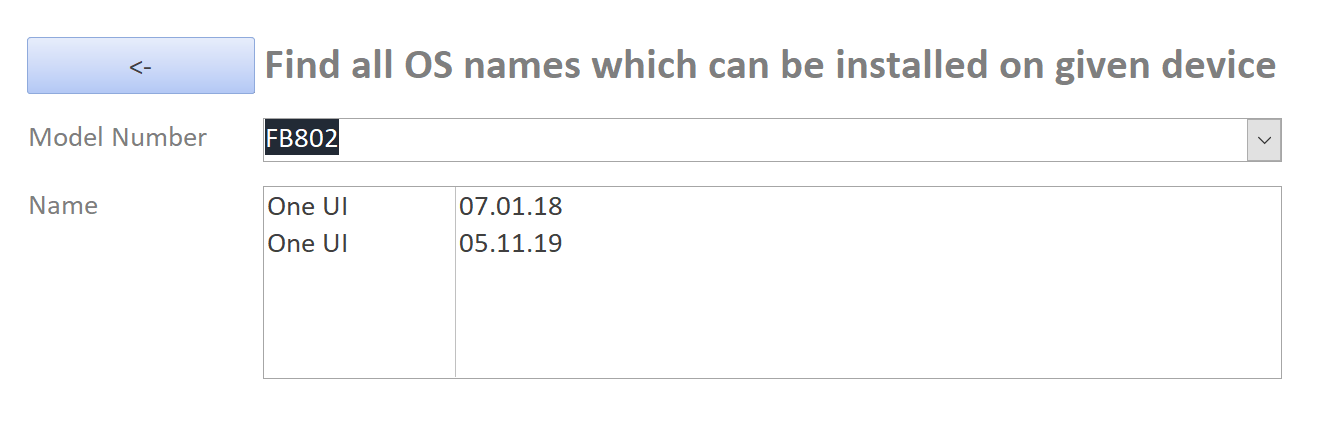 <- Find all OS names which can be installed on given device
Model Number FB802
Name One UI 07.01.18
One UI 05.11.19